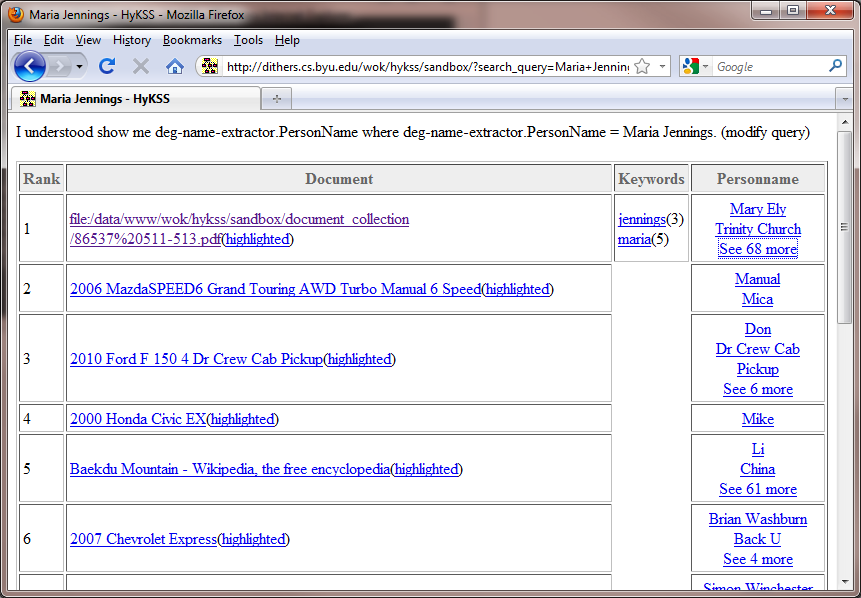 Maria Jennings - HyKSS - Mozilla Firefox
File Edit View History Bookmarks Tools Help
http://dithers.cs.byu.edu/wok/hykss/sandbox/?search_query=Maria+Jennin
Google
Maria Jennings - HyKSS
I understood show me deg-name-extractor.PersonName where deg-name-extractor.PersonName = Maria Jennings. (modify query)
Rank Document Keywords Personname
1
file:/data/www/wok/hykss/sandbox/document_collection
/86537%20511-513.pdf(highlighted)
jennings(3)
maria(5)
Mary Ely
Trinity Church
See 68 more
2
2006 MazdaSPEED6 Grand Touring AWD Turbo Manual 6 Speed(highlighted)
Manual
Mica
3
2010 Ford F 150 4 Dr Crew Cab Pickup(highlighted)
Don
Dr Crew Cab
Pickup
See 6 more
4
2000 Honda Civic EX(highlighted)
Mike
5
Baekdu Mountain - Wikipedia, the free encyclopedia(highlighted)
Li
China
See 61 more
6
2007 Chevrolet Express(highlighted)
Brian Washburn
Back U
See 4 more
Simon Winchester